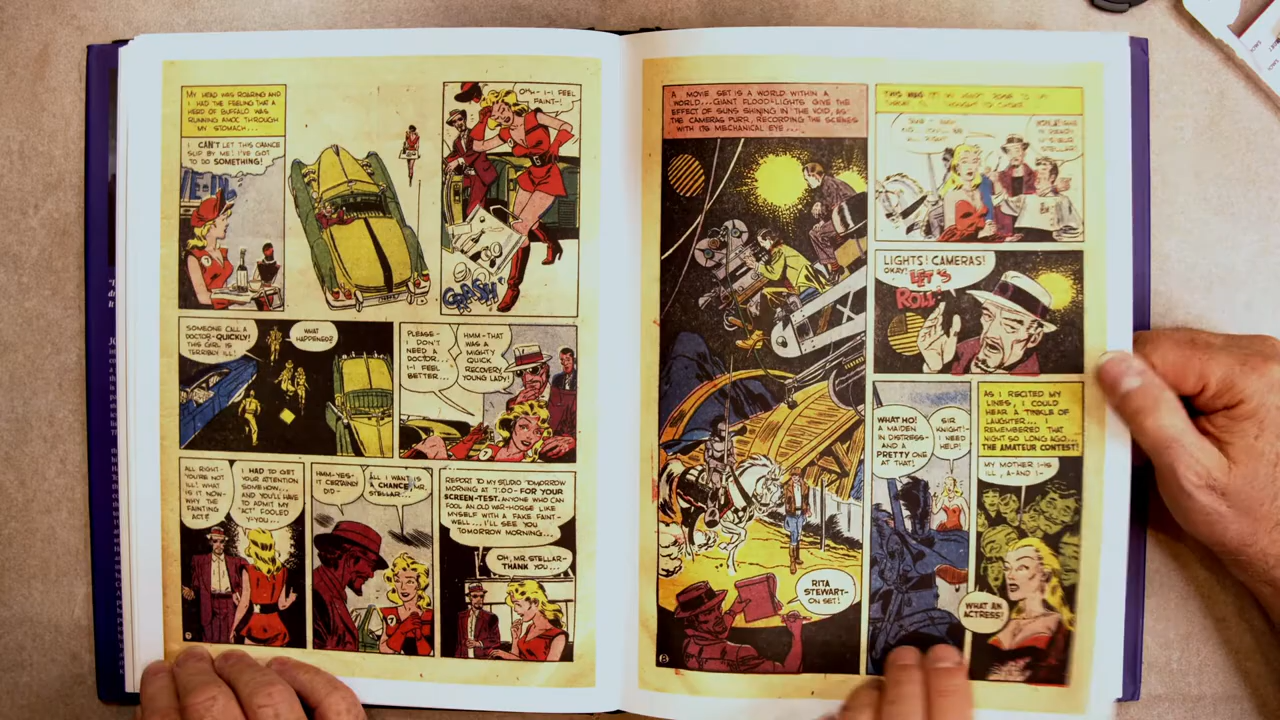 MY HEAD WAS ROARING AND
I HAD THE FEELING THAT A
HERD OF BUFFALO WAS
RUNNING AMOK THROUGH
MY STOMACH...
I CAN'T LET THIS CHANCE
SLIP BY ME! I'VE GOT
TO DO SOMETHING!
I-I FEEL
FAINT-!
CRASH
SOMEONE CALL A
DOCTOR-QUICKLY!
THIS GIRL IS
TERRIBLY ILL!
WHAT
HAPPENED?
PLEASE-
I DON'T
NEED A
DOCTOR...
I-I FEEL
BETTER...
HMM-THAT
WAS A
MIGHTY
QUICK
RECOVERY,
YOUNG LADY!
7
ALL RIGHT-
YOU'RE NOT
ILL! WHAT
IS IT NOW-
WHY THE
FAINTING
ACT?
I HAD TO GET
YOUR ATTENTION
SOMEHOW...
AND YOU'LL HAVE
TO ADMIT MY
"ACT" FOOLED
Y-YOU...
HMM-YES-
IT CERTAINLY
DID-
ALL I WANT IS
A CHANCE, MR.
STELLAR...
7
REPORT TO MY STUDIO TOMORROW
MORNING AT 7:00-FOR YOUR
SCREEN-TEST. ANYONE WHO CAN
FOOL AN OLD WAR-HORSE LIKE
MYSELF WITH A FAKE FAINT-
WELL... I'LL SEE YOU
TOMORROW MORNING...
OH, MR. STELLAR-
THANK YOU...
7
A MOVIE SET IS A WORLD WITHIN A
WORLD... GIANT FLOOD-LIGHTS GIVE THE
EFFECT OF SUNS SHINING IN THE VOID, AS
THE CAMERAS PURR, RECORDING THE SCENES
WITH ITS MECHANICAL EYE...
RITA
STEWART-
ON SET!
8
THIS WAS IT!
STELLAR!
LIGHTS! CAMERAS!
OKAY! LET'S
ROLL!
WHAT HO!
A MAIDEN
IN DISTRESS-
AND A
PRETTY ONE
AT THAT!
SIR
KNIGHT-
I NEED
HELP!
AS I RECITED MY
LINES, I COULD
HEAR A TINKLE OF
LAUGHTER... I
REMEMBERED THAT
NIGHT SO LONG AGO...
THE AMATEUR CONTEST!
MY MOTHER I-IS
ILL, A-AND I-
WHAT AN
ACTRESS!